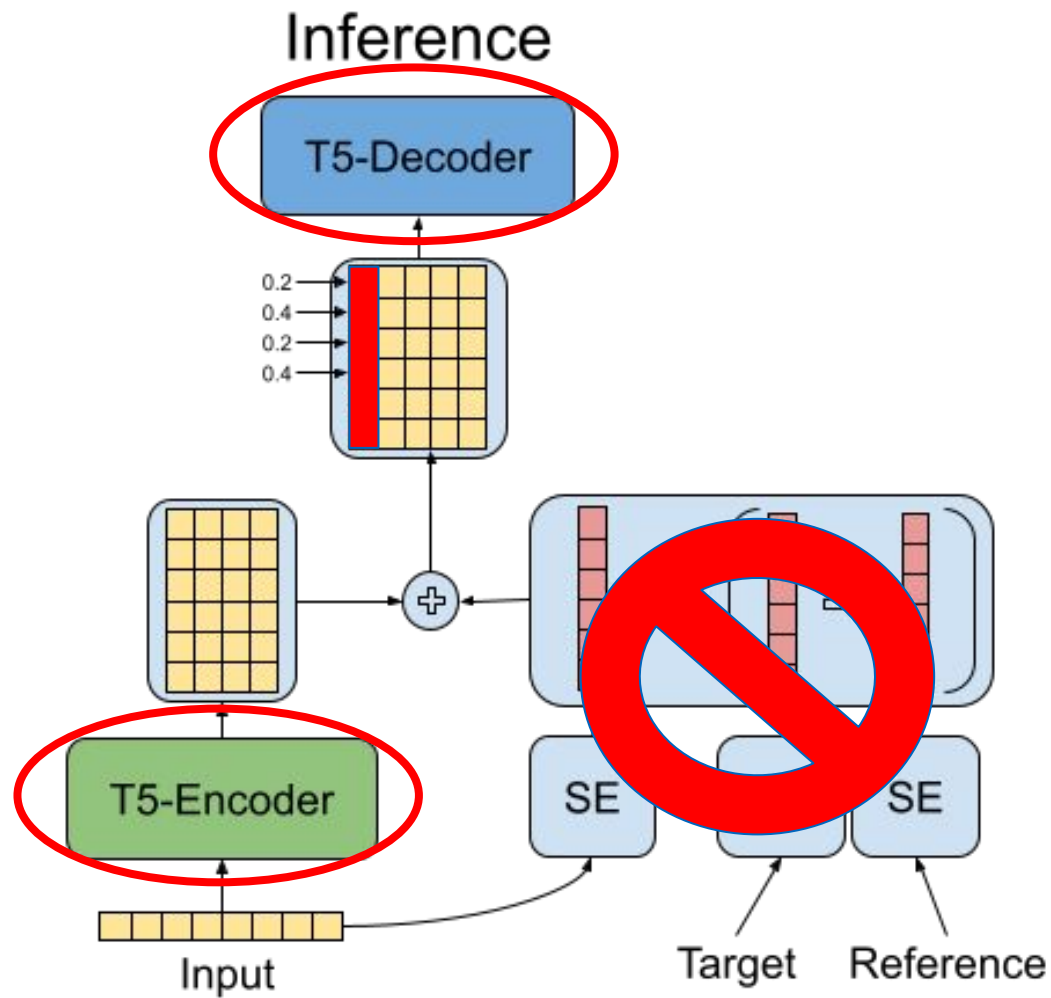 Inference
T5-Decoder
0.2
0.4
0.2
0.4
T5-Encoder
SE
SE
Input
Target
Reference